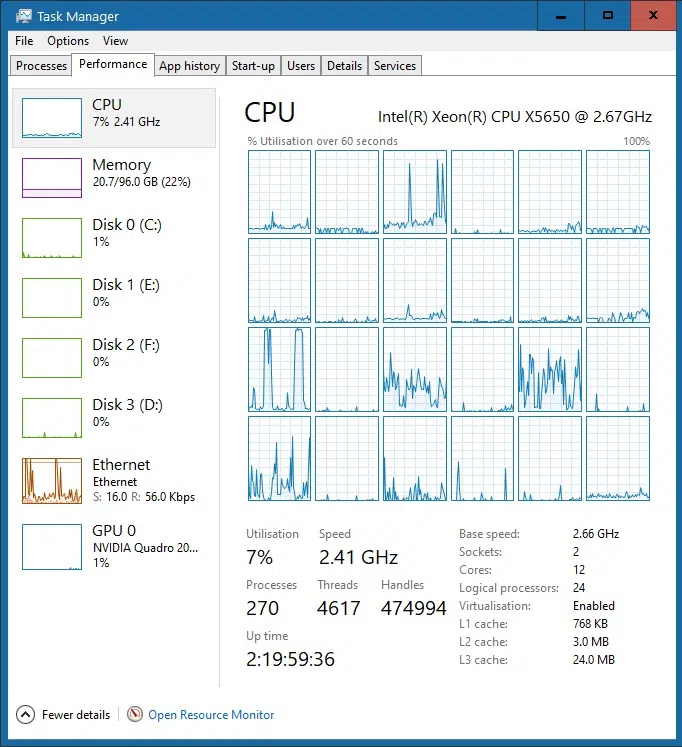 Task Manager
File Options View
Processes Performance App history Start-up Users Details Services
CPU
7% 2.41 GHz
Memory
20.7/96.0 GB (22%)
Disk 0 (C:)
1%
Disk 1 (E:)
0%
Disk 2 (F:)
0%
Disk 3 (D:)
0%
Ethernet
Ethernet
S: 16.0 R: 56.0 Kbps
GPU 0
NVIDIA Quadro 20...
1%
CPU Intel(R) Xeon(R) CPU X5650 @ 2.67GHz
% Utilisation over 60 seconds 100%
Utilisation Speed
7% 2.41 GHz
Processes Threads Handles
270 4617 474994
Up time
2:19:59:36
Base speed: 2.66 GHz
Sockets: 2
Cores: 12
Logical processors: 24
Virtualisation: Enabled
L1 cache: 768 KB
L2 cache: 3.0 MB
L3 cache: 24.0 MB
Fewer details Open Resource Monitor